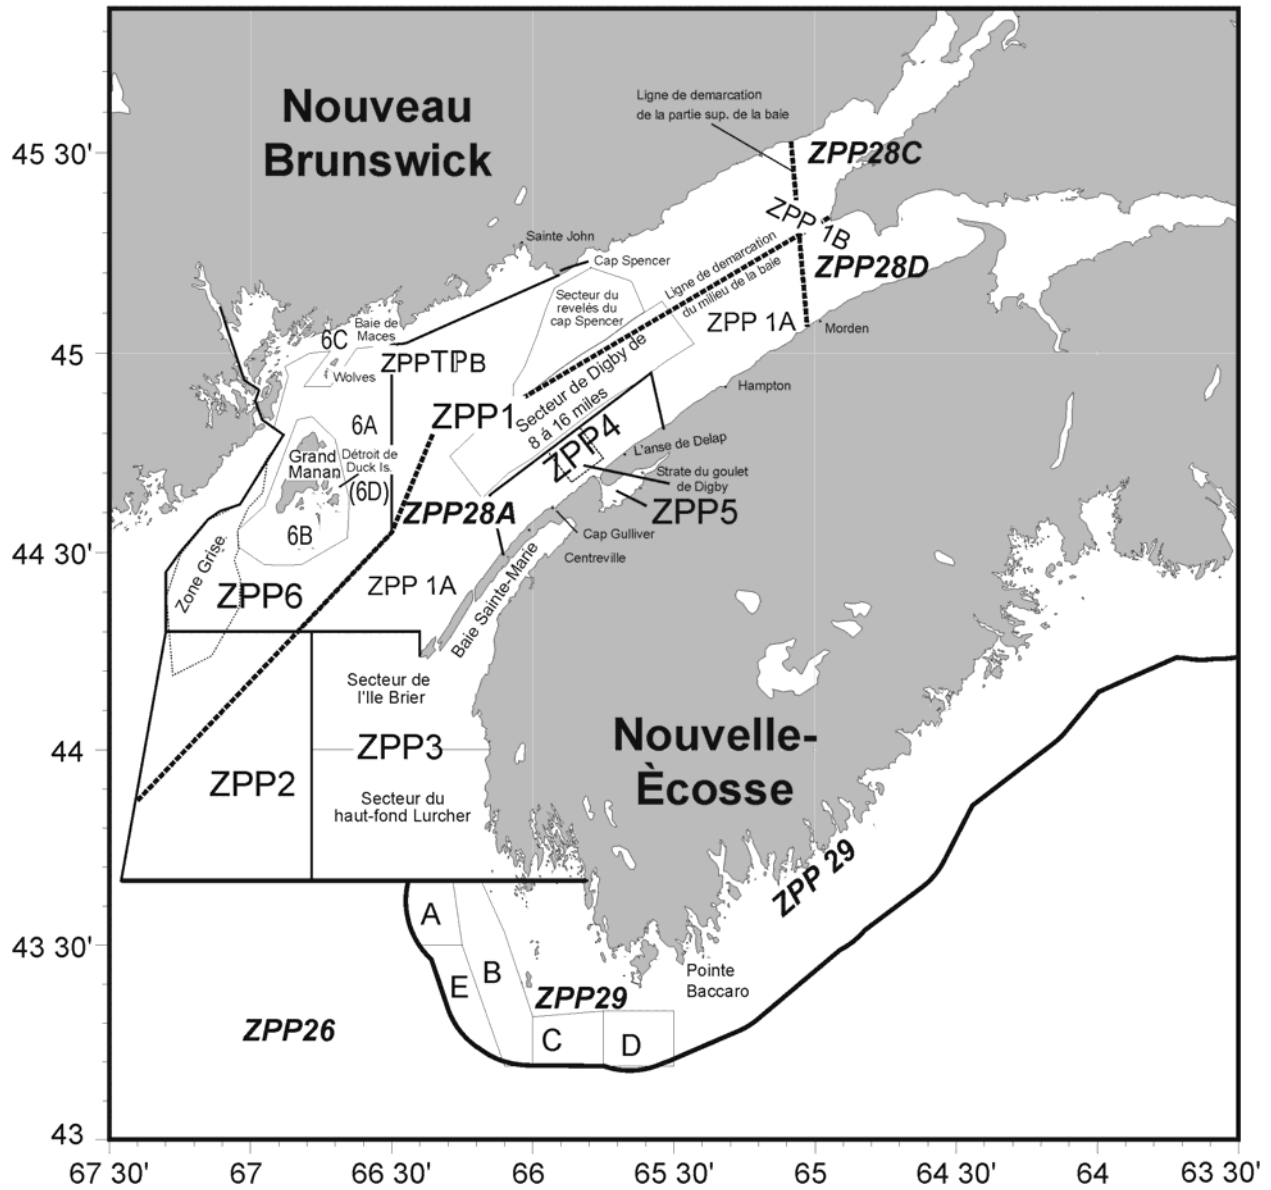 Nouveau
Brunswick
Ligne de demarcation
de la partie sup. de la baie
45 30'
ZPP28C
ZPP 1B
Sainte John
Cap Spencer
Ligne de demarcation
du milieu de la baie
ZPP28D
Secteur du
revelés du
cap Spencer
ZPP 1A
Morden
Baie de
Maces
6C
45
Wolves
Secteur de Digby de
8 á 16 miles
Hampton
ZPP1
6A
ZPP4
L'anse de Delap
Grand
Manan
Détroit de
Duck Is.
(6D)
Strate du goulet
de Digby
ZPP28A
ZPP5
6B
Cap Gulliver
Centreville
44 30'
Zone Grise
ZPP6
ZPP 1A
Baie Sainte-Marie
Secteur de
l'Ile Brier
44
ZPP3
Nouvelle-
Ècosse
ZPP2
Secteur du
haut-fond Lurcher
ZPP 29
A
43 30'
B
E
Pointe
Baccaro
ZPP29
ZPP26
C
D
43
67 30'
67
66 30'
66
65 30'
65
64 30'
64
63 30'